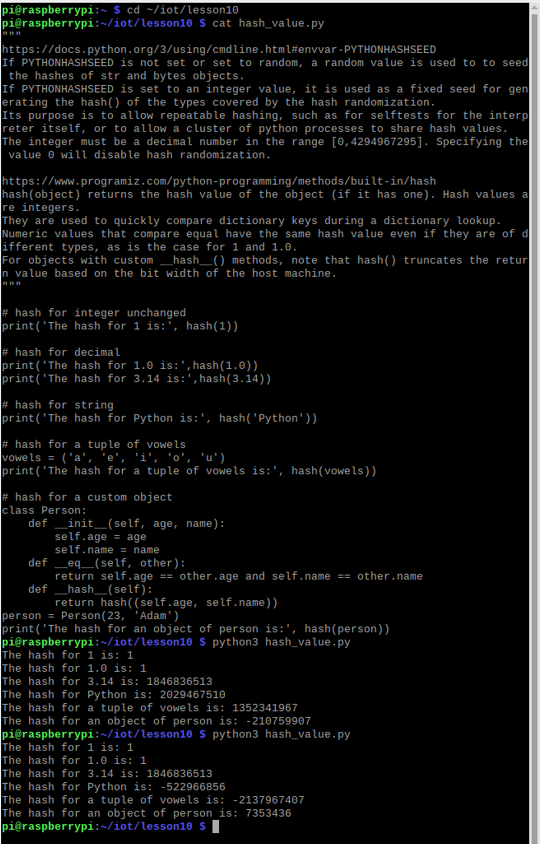 pi@raspberrypi:~ $ cd ~/iot/lesson10
pi@raspberrypi:~/iot/lesson10 $ cat hash_value.py
"""
https://docs.python.org/3/using/cmdline.html#envvar-PYTHONHASHSEED
If PYTHONHASHSEED is not set or set to random, a random value is used to to seed
 the hashes of str and bytes objects.
If PYTHONHASHSEED is set to an integer value, it is used as a fixed seed for gen
erating the hash() of the types covered by the hash randomization.
Its purpose is to allow repeatable hashing, such as for selftests for the interp
reter itself, or to allow a cluster of python processes to share hash values.
The integer must be a decimal number in the range [0,4294967295]. Specifying the
 value 0 will disable hash randomization.

https://www.programiz.com/python-programming/methods/built-in/hash
hash(object) returns the hash value of the object (if it has one). Hash values a
re integers.
They are used to quickly compare dictionary keys during a dictionary lookup.
Numeric values that compare equal have the same hash value even if they are of d
ifferent types, as is the case for 1 and 1.0.
For objects with custom __hash__() methods, note that hash() truncates the retur
n value based on the bit width of the host machine.
"""

# hash for integer unchanged
print('The hash for 1 is:', hash(1))

# hash for decimal
print('The hash for 1.0 is:',hash(1.0))
print('The hash for 3.14 is:',hash(3.14))

# hash for string
print('The hash for Python is:', hash('Python'))

# hash for a tuple of vowels
vowels = ('a', 'e', 'i', 'o', 'u')
print('The hash for a tuple of vowels is:', hash(vowels))

# hash for a custom object
class Person:
    def __init__(self, age, name):
        self.age = age
        self.name = name
    def __eq__(self, other):
        return self.age == other.age and self.name == other.name
    def __hash__(self):
        return hash((self.age, self.name))
person = Person(23, 'Adam')
print('The hash for an object of person is:', hash(person))
pi@raspberrypi:~/iot/lesson10 $ python3 hash_value.py
The hash for 1 is: 1
The hash for 1.0 is: 1
The hash for 3.14 is: 1846836513
The hash for Python is: 2029467510
The hash for a tuple of vowels is: 1352341967
The hash for an object of person is: -210759907
pi@raspberrypi:~/iot/lesson10 $ python3 hash_value.py
The hash for 1 is: 1
The hash for 1.0 is: 1
The hash for 3.14 is: 1846836513
The hash for Python is: -522966856
The hash for a tuple of vowels is: -2137967407
The hash for an object of person is: 7353436
pi@raspberrypi:~/iot/lesson10 $